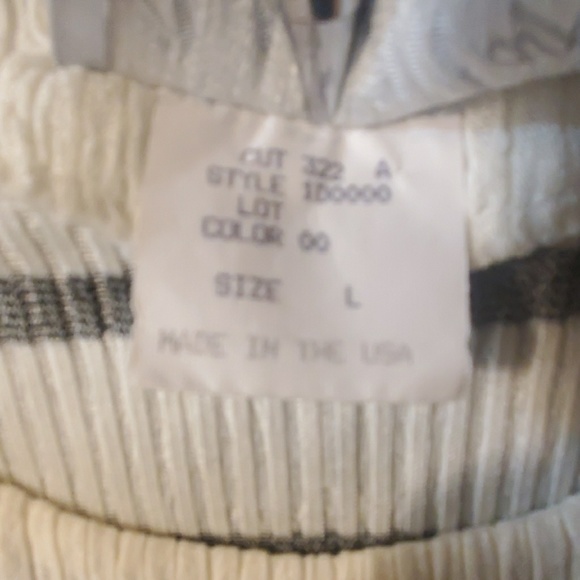 CUT 322 A
STYLE 100000
LOT
COLOR 00
SIZE L
MADE IN THE USA